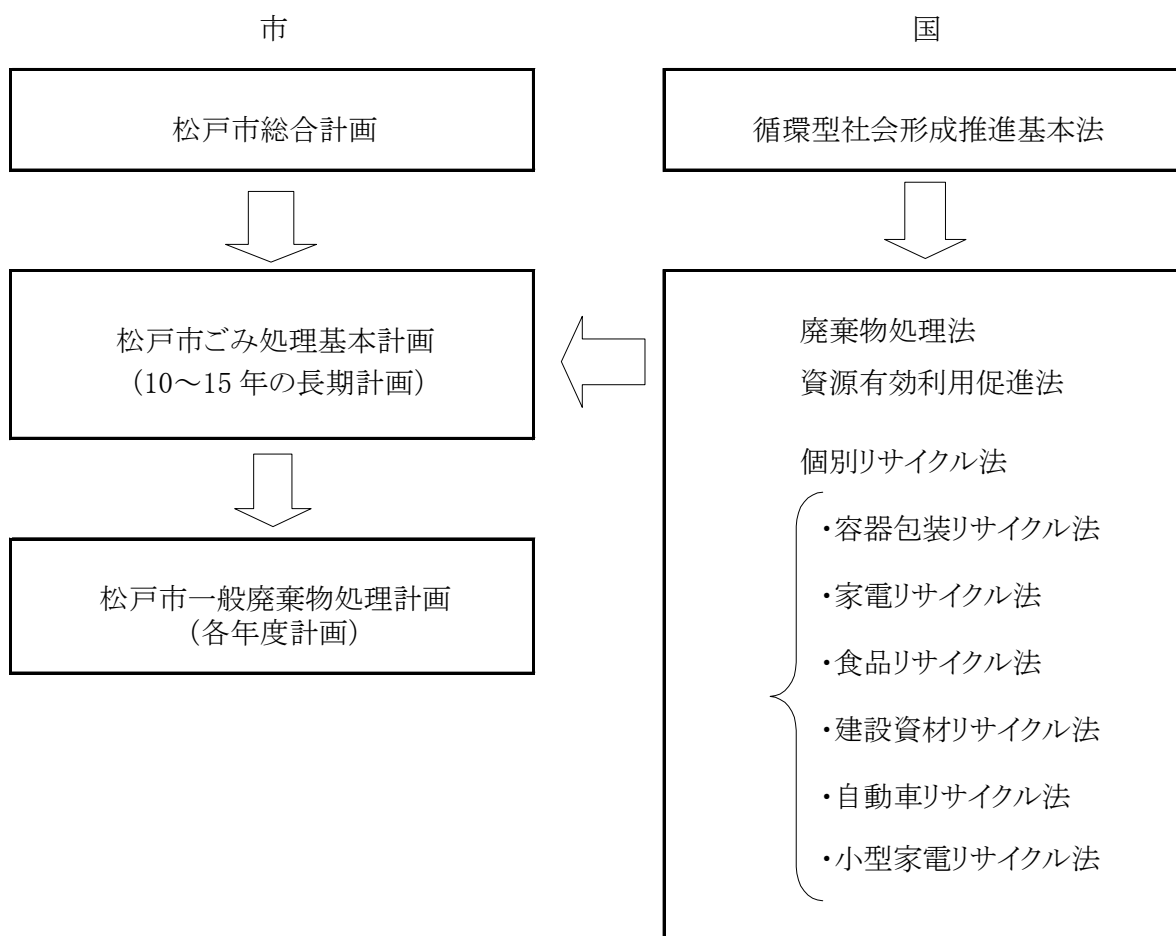 市
国
松戸市総合計画
循環型社会形成推進基本法
松戸市ごみ処理基本計画
(10～15 年の長期計画)
松戸市一般廃棄物処理計画
(各年度計画)
廃棄物処理法
資源有効利用促進法
個別リサイクル法
・容器包装リサイクル法
・家電リサイクル法
・食品リサイクル法
・建設資材リサイクル法
・自動車リサイクル法
・小型家電リサイクル法